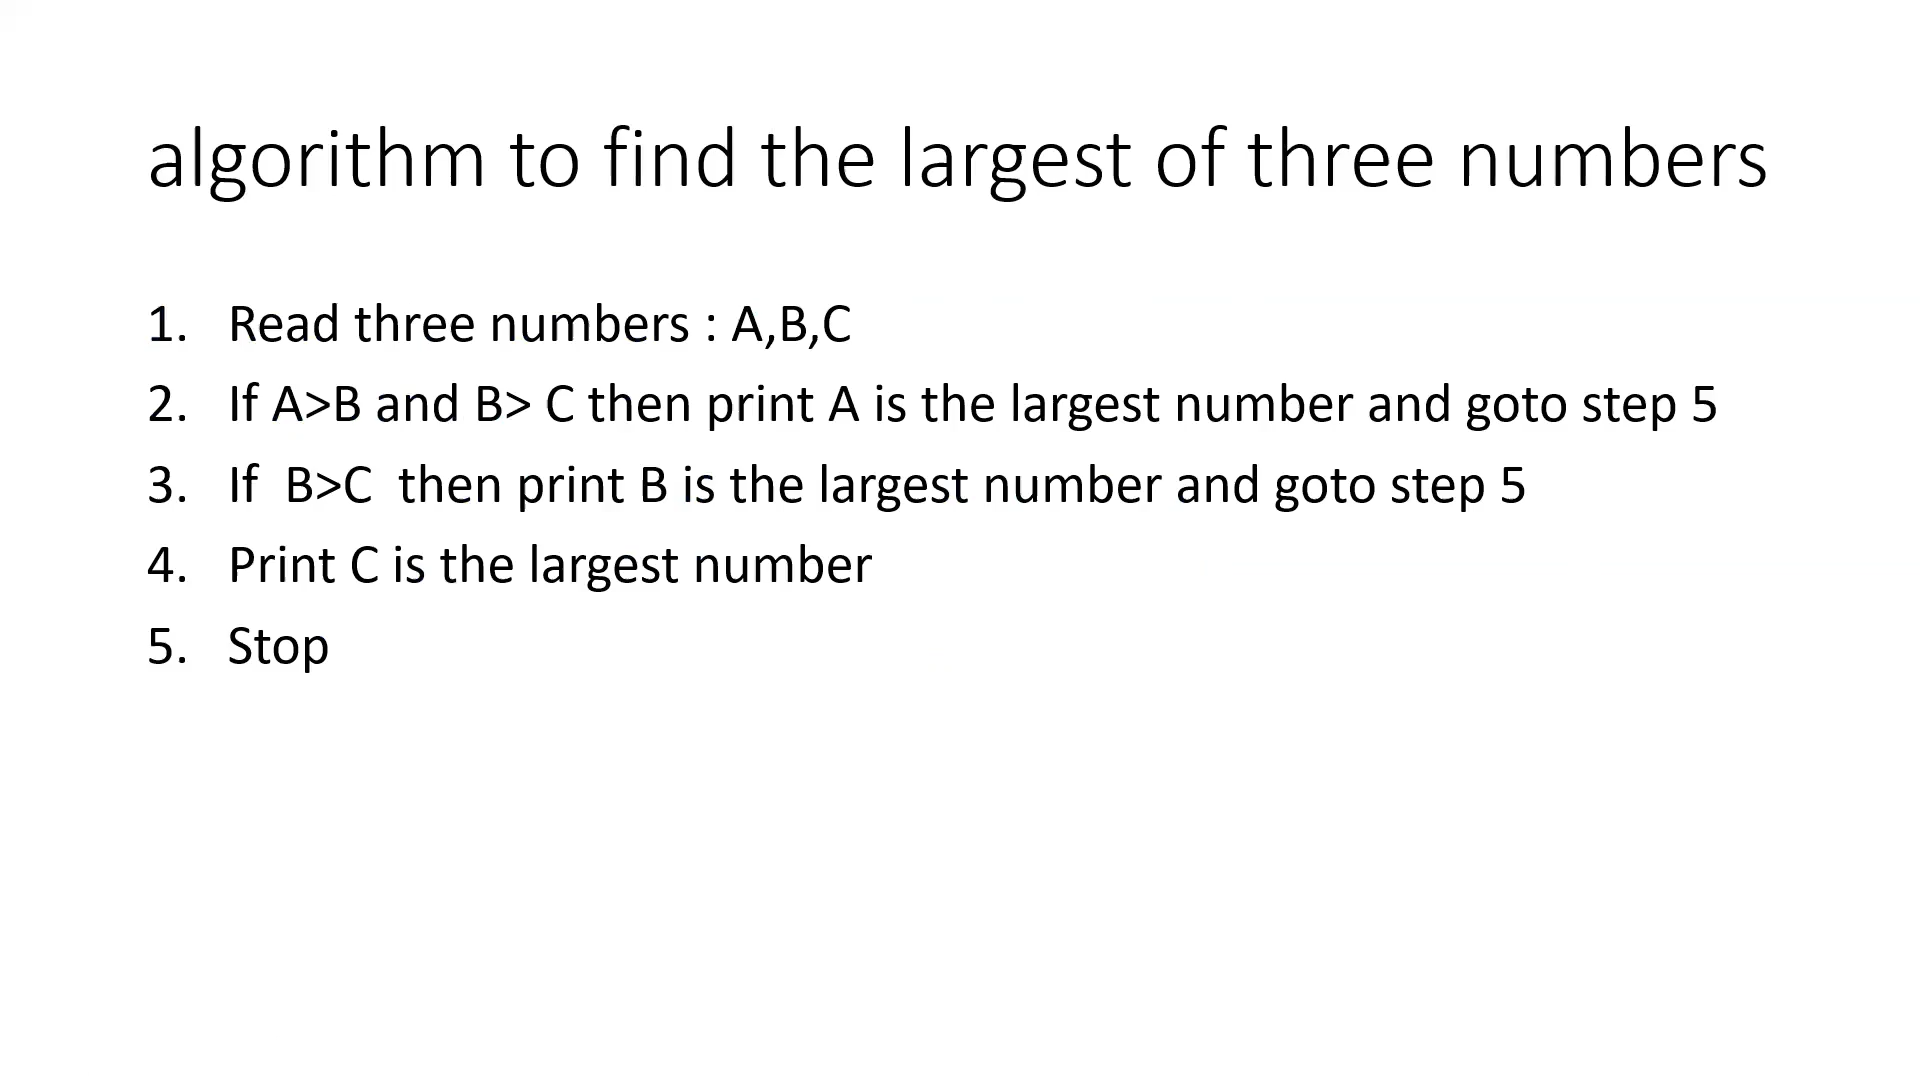 algorithm to find the largest of three numbers
1. Read three numbers : A,B,C
2. If A>B and B> C then print A is the largest number and goto step 5
3. If  B>C  then print B is the largest number and goto step 5
4. Print C is the largest number
5. Stop